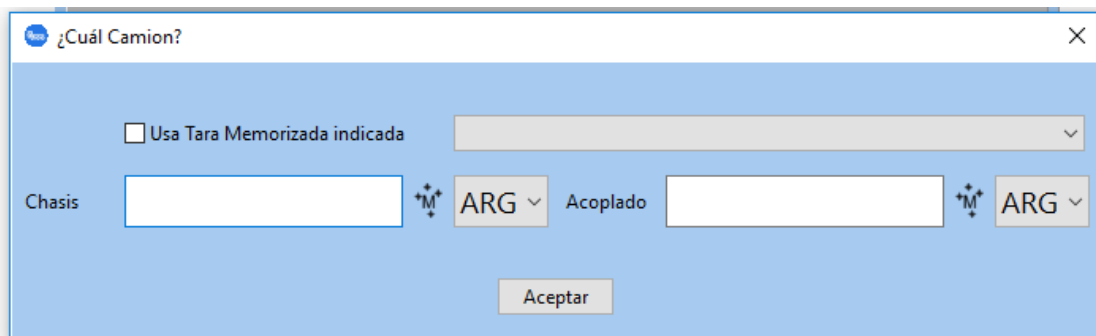 ¿Cuál Camion?
Usa Tara Memorizada indicada
Chasis M ARG Acoplado M ARG
Aceptar